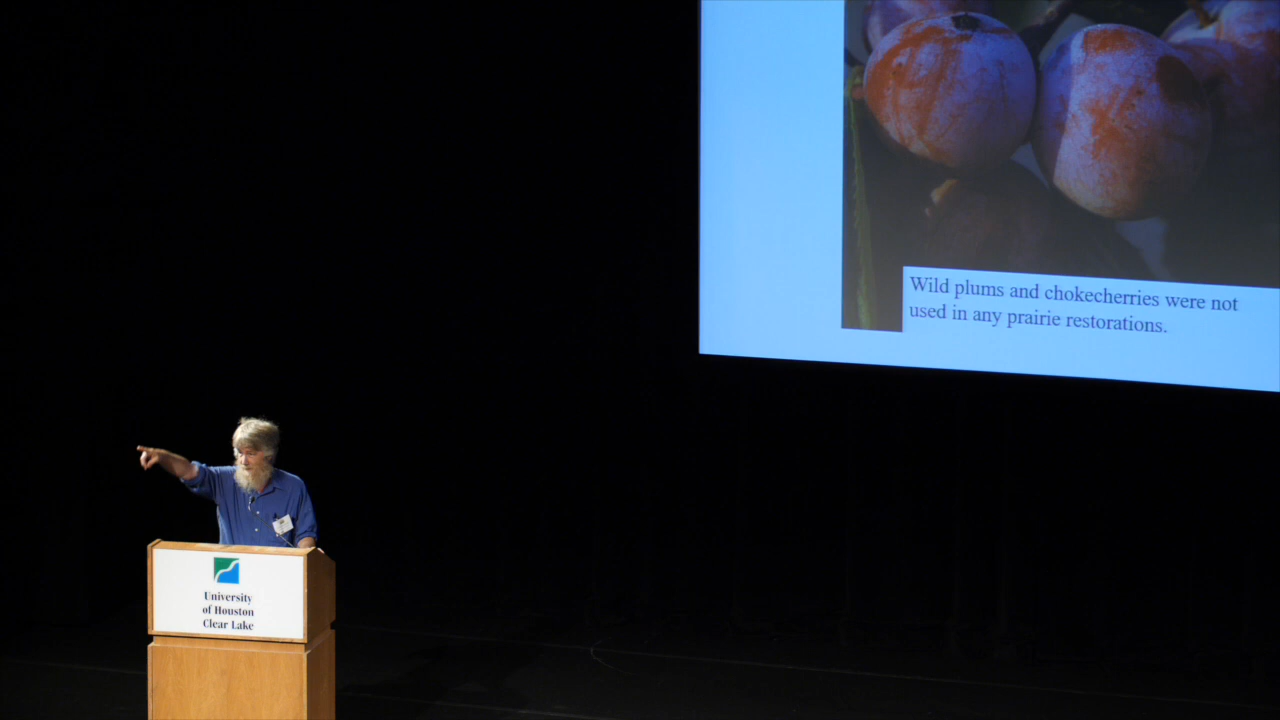 Wild plums and chokecherries were not
used in any prairie restorations.
University
of Houston
Clear Lake